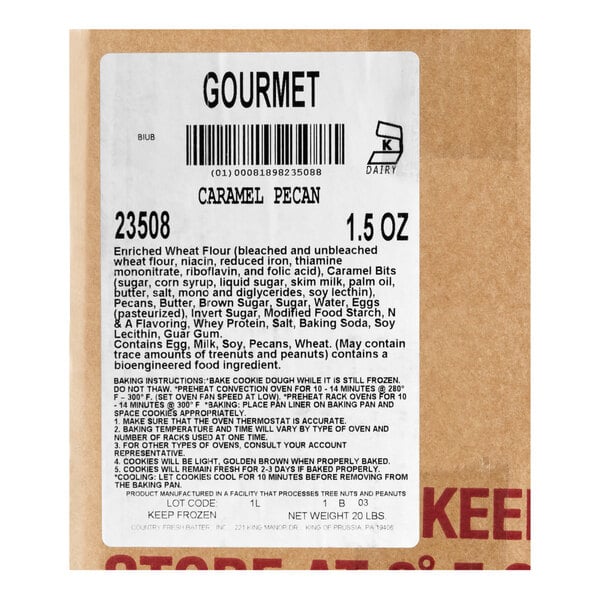 GOURMET
BIUB
K
DAIRY
(01)00081898235088
CARAMEL PECAN
23508 1.5 OZ
Enriched Wheat Flour (bleached and unbleached
wheat flour, niacin, reduced iron, thiamine
mononitrate, riboflavin, and folic acid), Caramel Bits
(sugar, corn syrup, liquid sugar, skim milk, palm oil,
butter, salt, mono and diglycerides, soy lecthin),
Pecans, Butter, Brown Sugar, Sugar, Water, Eggs
(pasteurized), Invert Sugar, Modified Food Starch, N
& A Flavoring, Whey Protein, Salt, Baking Soda, Soy
Lecithin, Guar Gum.
Contains Egg, Milk, Soy, Pecans, Wheat. (May contain
trace amounts of treenuts and peanuts) contains a
bioengineered food ingredient.
BAKING INSTRUCTIONS:*BAKE COOKIE DOUGH WHILE IT IS STILL FROZEN.
DO NOT THAW. *PREHEAT CONVECTION OVEN FOR 10 - 14 MINUTES @ 280°
F - 300° F. (SET OVEN FAN SPEED AT LOW). *PREHEAT RACK OVENS FOR 10
- 14 MINUTES @ 300° F *BAKING: PLACE PAN LINER ON BAKING PAN AND
SPACE COOKIES APPROPRIATELY.
1. MAKE SURE THAT THE OVEN THERMOSTAT IS ACCURATE.
2. BAKING TEMPERATURE AND TIME WILL VARY BY TYPE OF OVEN AND
NUMBER OF RACKS USED AT ONE TIME.
3. FOR OTHER TYPES OF OVENS, CONSULT YOUR ACCOUNT
REPRESENTATIVE.
4. COOKIES WILL BE LIGHT, GOLDEN BROWN WHEN PROPERLY BAKED.
5. COOKIES WILL REMAIN FRESH FOR 2-3 DAYS IF BAKED PROPERLY.
*COOLING: LET COOKIES COOL FOR 10 MINUTES BEFORE REMOVING FROM
THE BAKING PAN.
PRODUCT MANUFACTURED IN A FACILITY THAT PROCESSES TREE NUTS AND PEANUTS
LOT CODE: 1L 1 B 03
KEEP FROZEN NET WEIGHT 20 LBS.
COUNTRY FRESH BATTER, INC. 221 KING MANOR DR. KING OF PRUSSIA, PA 19406
KEE
STORE AT 0° F